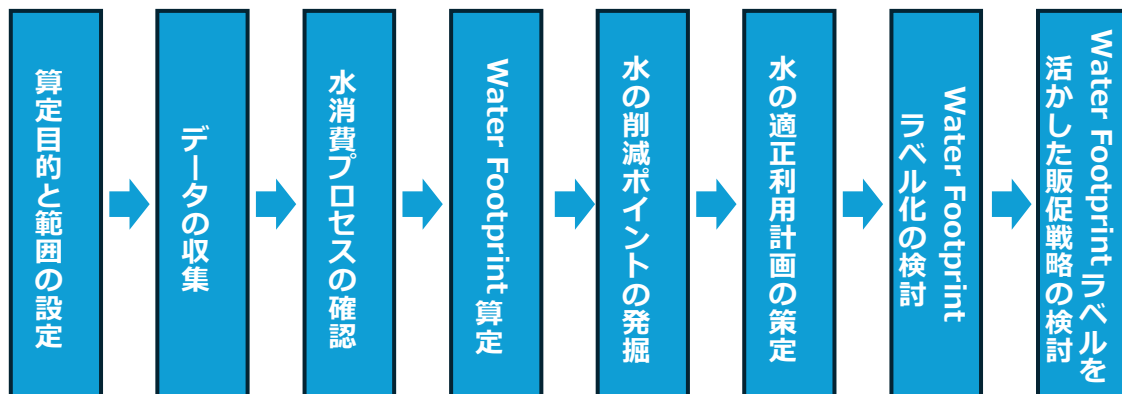 算定目的と範囲の設定
データの収集
水消費プロセスの確認
Water Footprint 算定
水の削減ポイントの発掘
水の適正利用計画の策定
Water Footprint
ラベル化の検討
Water Footprint ラベルを
活かした販促戦略の検討